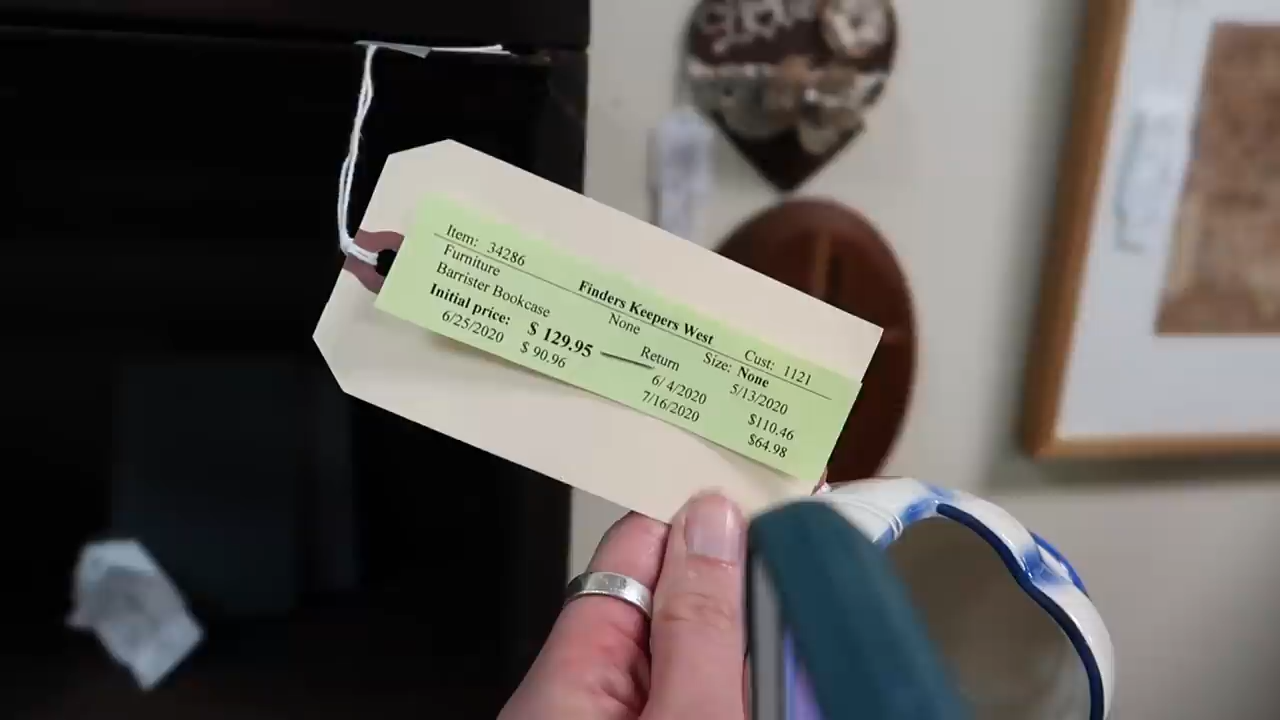 Item: 34286
Finders Keepers West
Cust: 1121
Furniture
None
Size: None
Barrister Bookcase
Return
5/13/2020
Initial price: $ 129.95
6/ 4/2020
$110.46
6/25/2020 $ 90.96
7/16/2020
$64.98